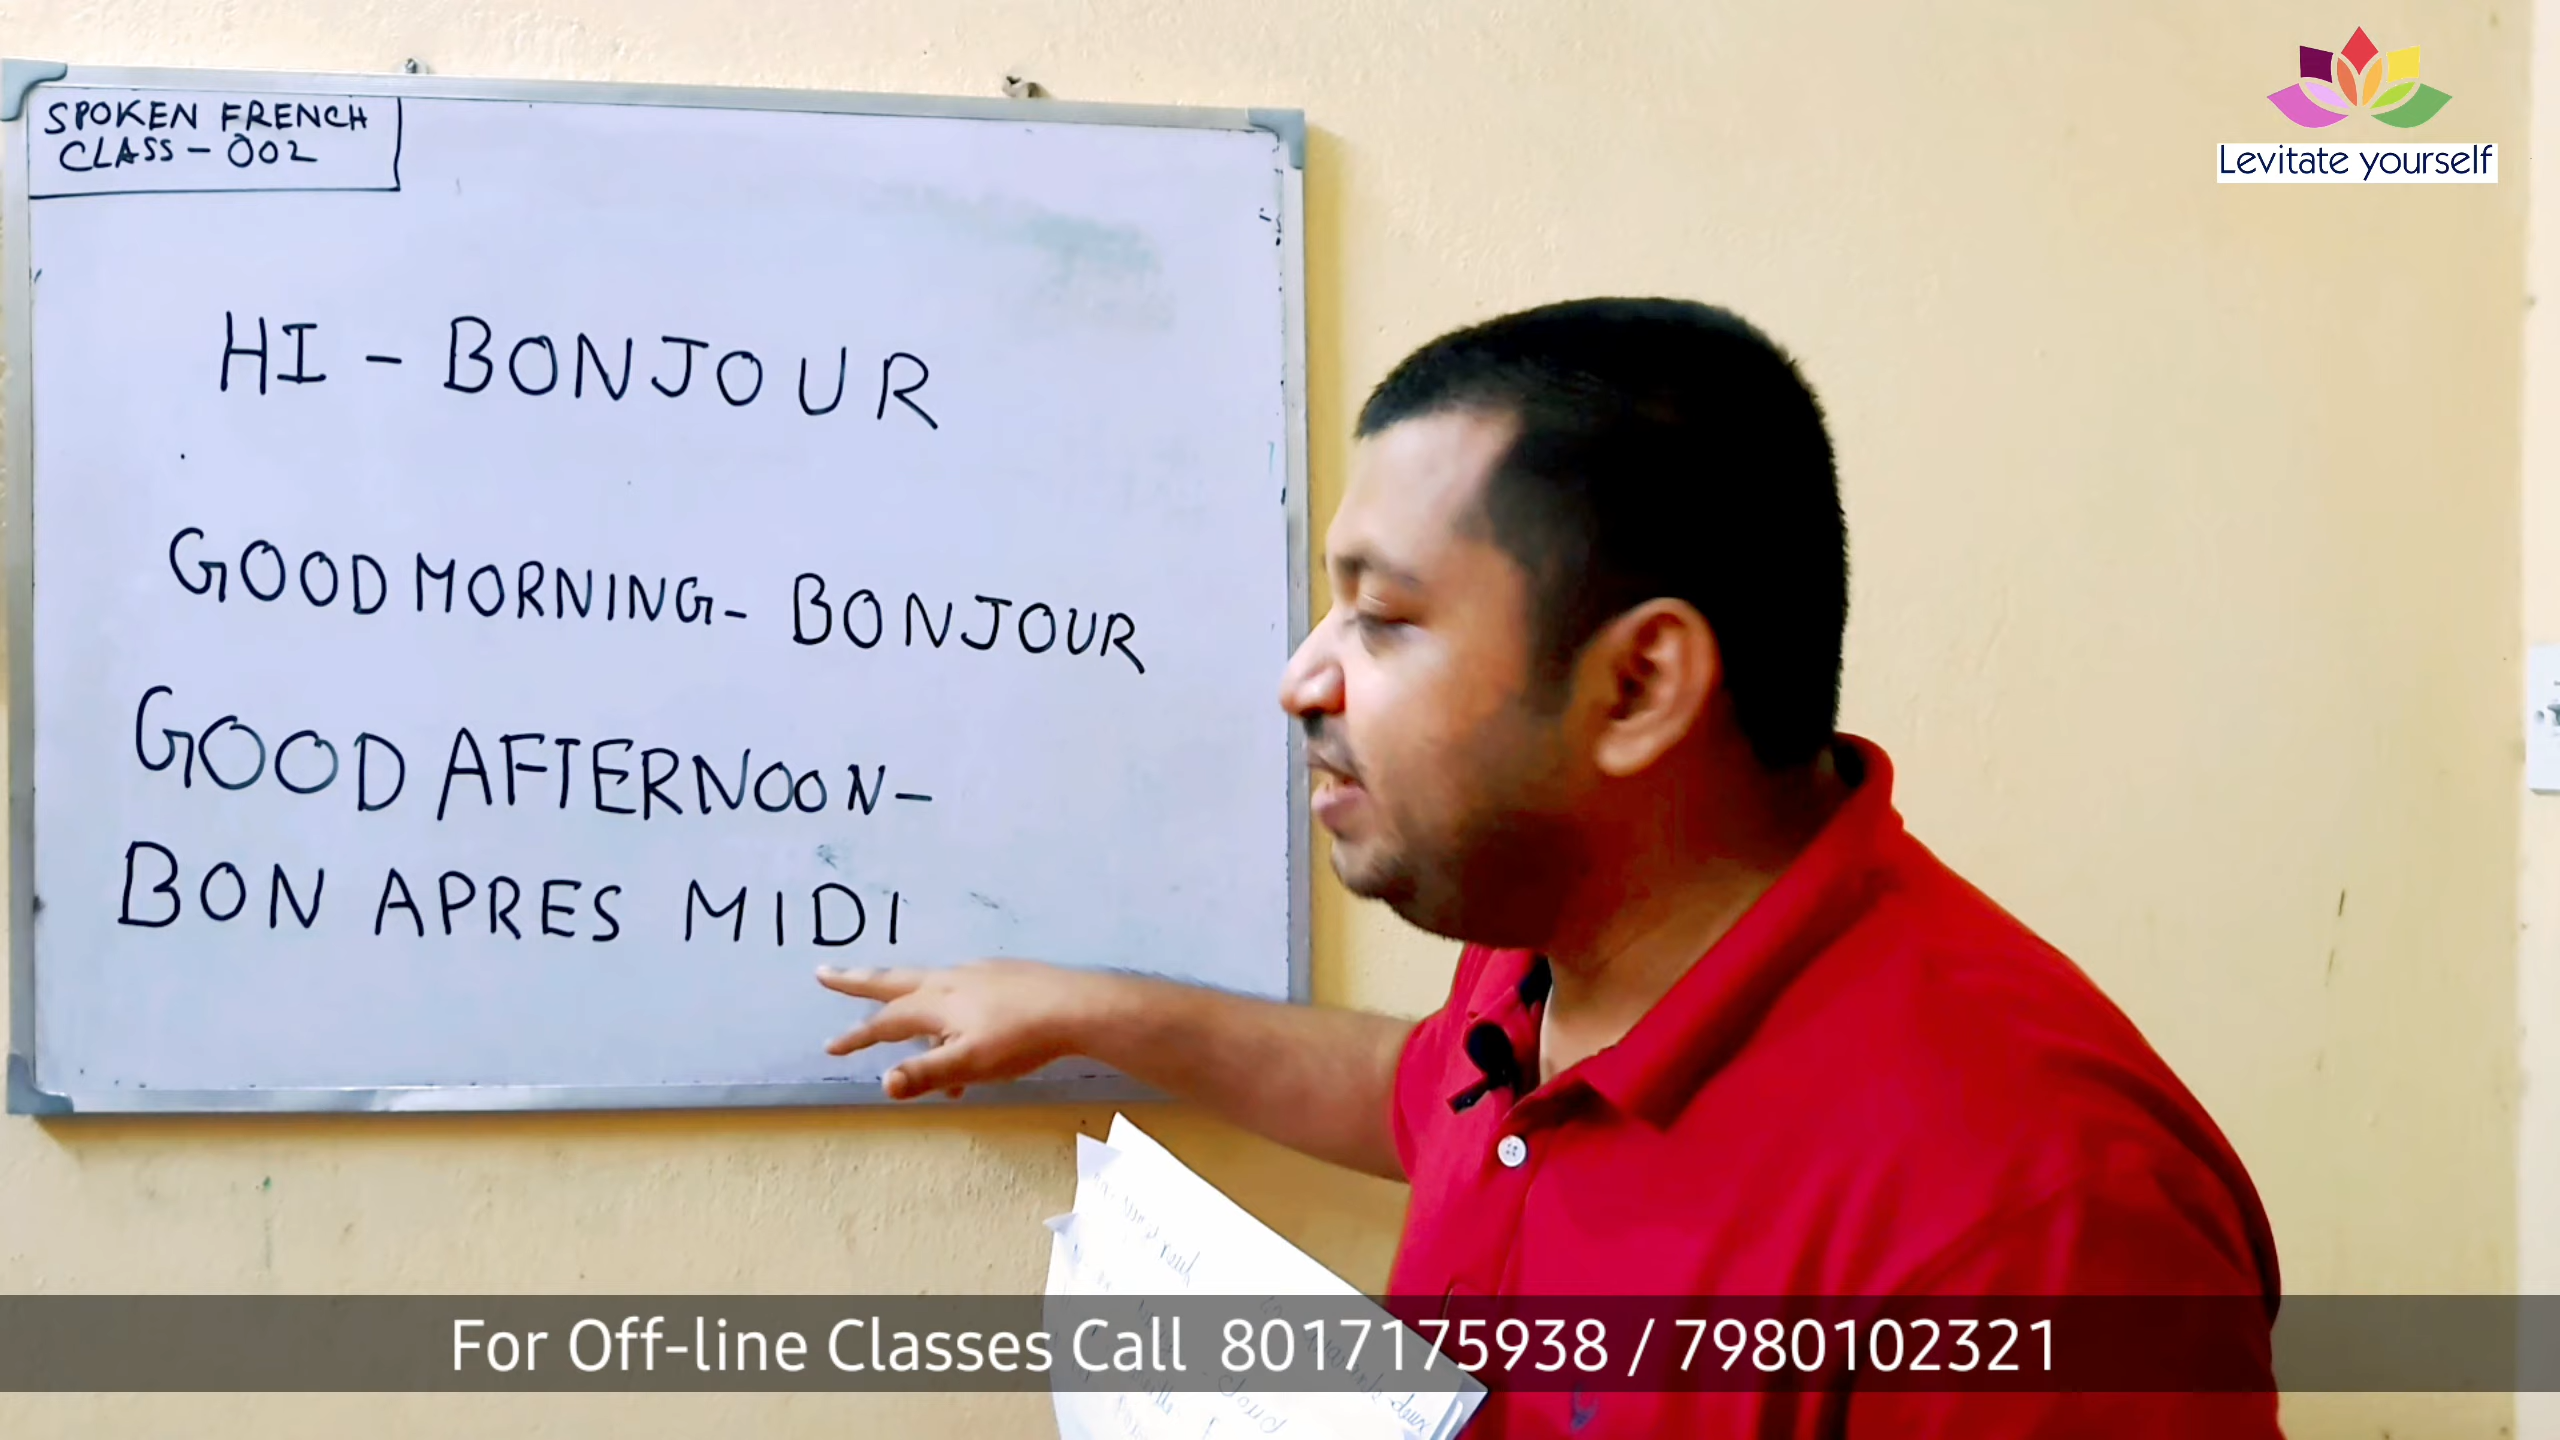 SPOKEN FRENCH
CLASS - 002
Levitate yourself
HI - BONJOUR
GOOD MORNING - BONJOUR
GOOD AFTERNOON -
BON APRES MIDI
For Off-line Classes Call 8017175938 / 7980102321